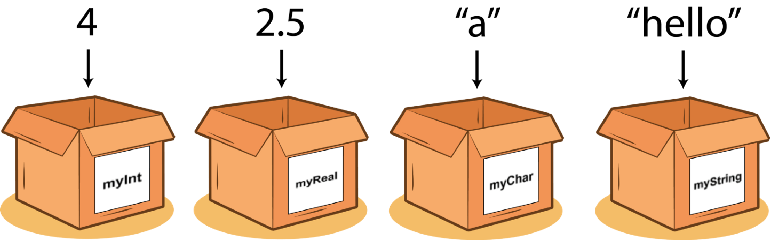 4 2.5 “a” “hello”
myInt myReal myChar myString